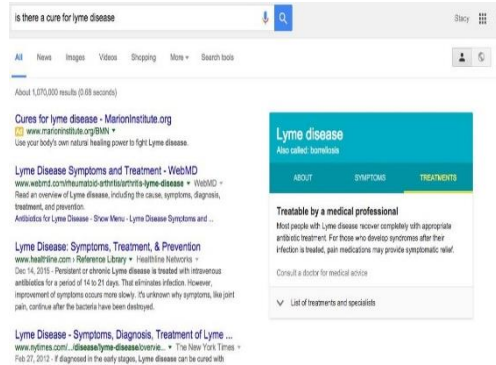 is there a cure for lyme disease
Stacy
All News Images Videos Shopping More Search tools
About 1,070,000 results (0.68 seconds)
Cures for lyme disease - MarionInstitute.org
Ad www.marioninstitute.org/BMN
Use your body's own natural healing power to fight Lyme disease.
Lyme Disease Symptoms and Treatment - WebMD
www.webmd.com/rheumatoid-arthritis/arthritis-lyme-disease WebMD
Read an overview of Lyme disease, including the cause, symptoms, diagnosis,
treatment, and prevention.
Antibiotics for Lyme Disease - Show Menu - Lyme Disease Symptoms and ...
Lyme Disease: Symptoms, Treatment, & Prevention
www.healthline.com › Reference Library Healthline Networks
Dec 14, 2015 - Persistent or chronic Lyme disease is treated with intravenous
antibiotics for a period of 14 to 21 days. That eliminates infection. However,
improvement of symptoms occurs more slowly. It's unknown why symptoms, like joint
pain, continue after the bacteria have been destroyed.
Lyme Disease - Symptoms, Diagnosis, Treatment of Lyme ...
www.nytimes.com/.../disease/lyme-disease/overvie... The New York Times
Feb 27, 2012 - If diagnosed in the early stages, Lyme disease can be cured with
Lyme disease
Also called: borreliosis
ABOUT SYMPTOMS TREATMENTS
Treatable by a medical professional
Most people with Lyme disease recover completely with appropriate
antibiotic treatment. For those who develop syndromes after their
infection is treated, pain medications may provide symptomatic relief.
Consult a doctor for medical advice
List of treatments and specialists